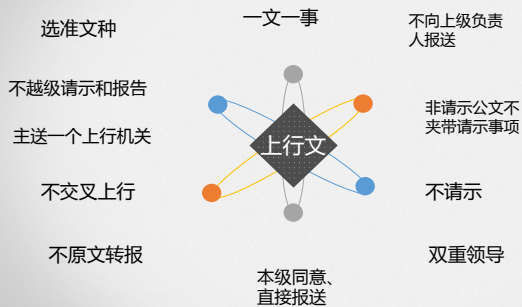 一文一事
选准文种
不向上级负责
人报送
不越级请示和报告
非请示公文不
夹带请示事项
主送一个上行机关
上行文
不交叉上行
不请示
不原文转报
双重领导
本级同意、
直接报送